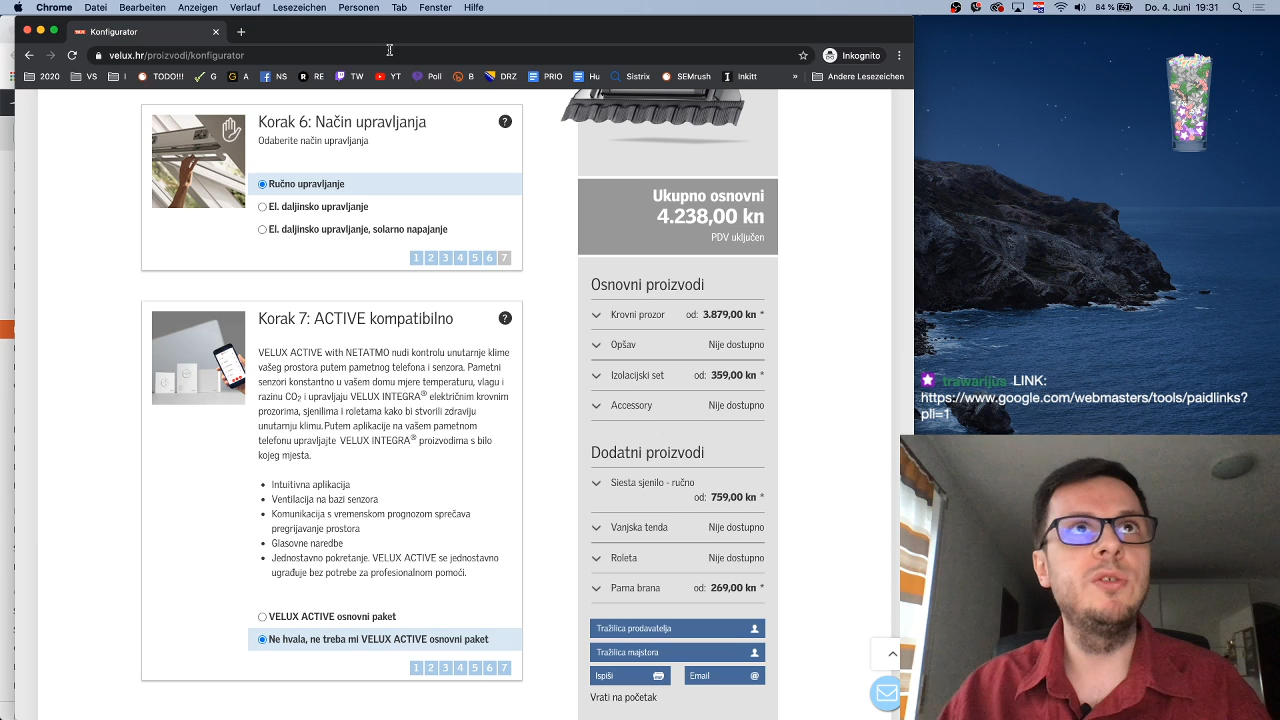 Chrome Datei Bearbeiten Anzeigen Verlauf Lesezeichen Personen Tab Fenster Hilfe
84 % Do. 4. Juni 19:31
Konfigurator
velux.hr/proizvodi/konfigurator
Inkognito
2020 VS I TODO!!! G A NS RE TW YT Poll B DRZ PRIO Hu Sistrix SEMrush Inkitt » Andere Lesezeichen
Korak 6: Način upravljanja
Odaberite način upravljanja
Ručno upravljanje
El. daljinsko upravljanje
El. daljinsko upravljanje, solarno napajanje
1 2 3 4 5 6 7
Korak 7: ACTIVE kompatibilno
VELUX ACTIVE with NETATMO nudi kontrolu unutarnje klime
vašeg prostora putem pametnog telefona i senzora. Pametni
senzori konstantno u vašem domu mjere temperaturu, vlagu i
razinu CO₂ i upravljaju VELUX INTEGRA® električnim krovnim
prozorima, sjenilima i roletama kako bi stvorili zdraviju
unutarnju klimu.Putem aplikacije na vašem pametnom
telefonu upravljajte VELUX INTEGRA® proizvodima s bilo
kojeg mjesta.
Intuitivna aplikacija
Ventilacija na bazi senzora
Komunikacija s vremenskom prognozom sprečava
pregrijavanje prostora
Glasovne naredbe
Jednostavno pokretanje. VELUX ACTIVE se jednostavno
ugrađuje bez potrebe za profesionalnom pomoći.
VELUX ACTIVE osnovni paket
Ne hvala, ne treba mi VELUX ACTIVE osnovni paket
1 2 3 4 5 6 7
Ukupno osnovni
4.238,00 kn
PDV uključen
Osnovni proizvodi
Krovni prozor od: 3.879,00 kn *
Opšav Nije dostupno
Izolacijski set od: 359,00 kn *
Accessory Nije dostupno
Dodatni proizvodi
Siesta sjenilo - ručno
od: 759,00 kn *
Vanjska tenda Nije dostupno
Roleta Nije dostupno
Parna brana od: 269,00 kn *
Tražilica prodavatelja
Tražilica majstora
Ispiši Email @
Vrati na početak
trawarijus LINK:
https://www.google.com/webmasters/tools/paidlinks?
pli=1